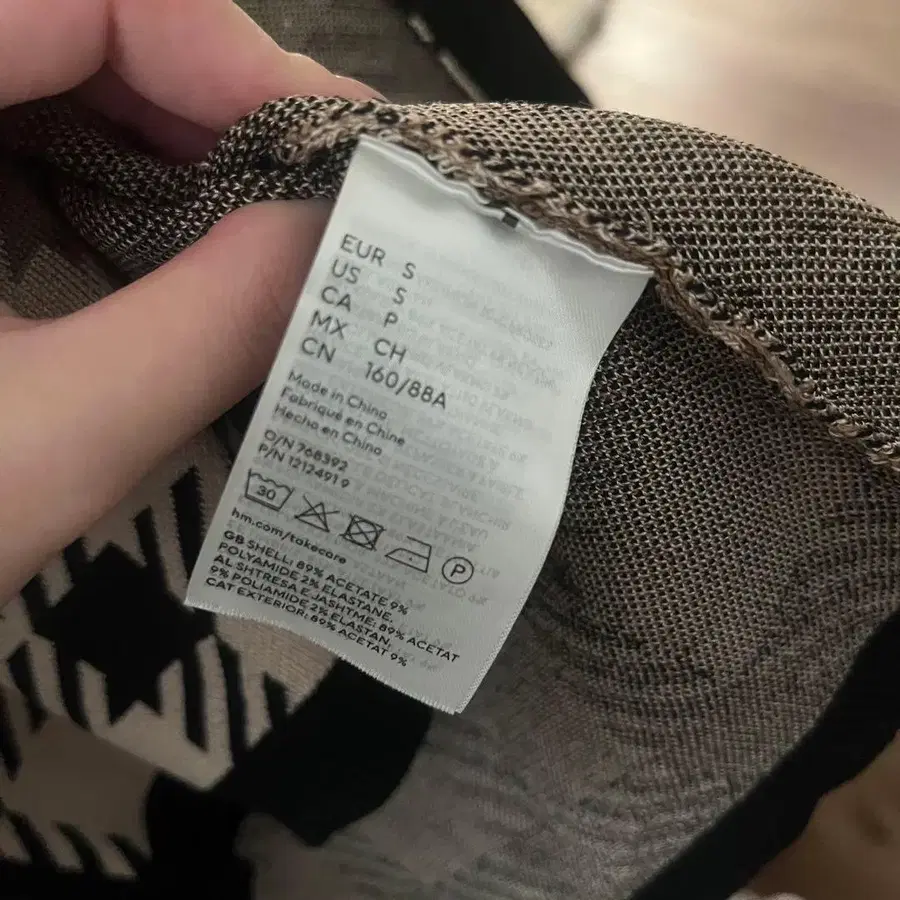 EUR S
US S
CA P
MX CH
CN 160/88A
Made in China
Fabriqué en Chine
Hecho en China
O/N 768392
P/N 1212491 9
30
P
hm.com/takecare
GB SHELL: 89% ACETATE 9%
POLYAMIDE 2% ELASTANE.
AL SHTRESA E JASHTME: 89% ACETAT
9% POLIAMIDE 2% ELASTAN.
CAT EXTERIOR: 89% ACETAT 9%